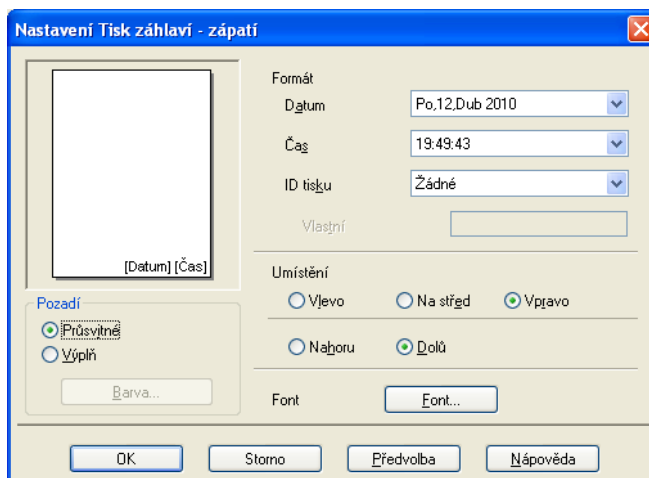 Nastavení Tisk záhlaví - zápatí
[Datum] [Čas]
Pozadí
Průsvitné
Výplň
Barva...
Formát
Datum Po,12,Dub 2010
Čas 19:49:43
ID tisku Žádné
Vlastní
Umístění
Vlevo Na střed Vpravo
Nahoru Dolů
Font Font...
OK Storno Předvolba Nápověda